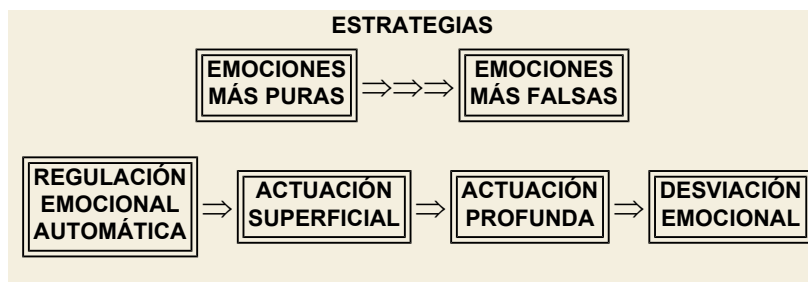 ESTRATEGIAS
EMOCIONES
MÁS PURAS
⇒⇒⇒
EMOCIONES
MÁS FALSAS
REGULACIÓN
EMOCIONAL
AUTOMÁTICA
⇒
ACTUACIÓN
SUPERFICIAL
⇒
ACTUACIÓN
PROFUNDA
⇒
DESVIACIÓN
EMOCIONAL